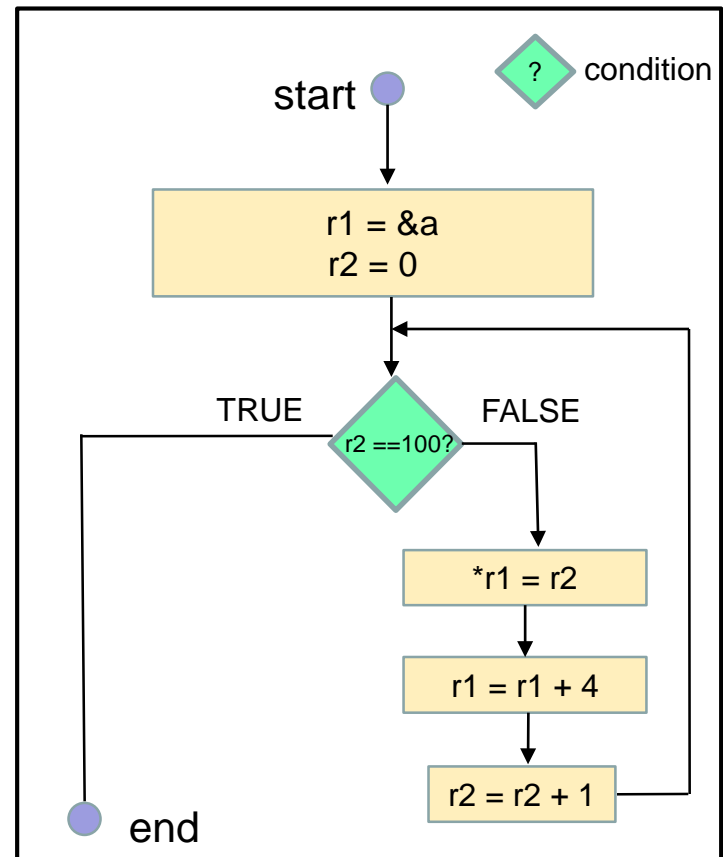 ?
condition
start
r1 = &a
r2 = 0
TRUE
FALSE
r2 ==100?
*r1 = r2
r1 = r1 + 4
r2 = r2 + 1
end